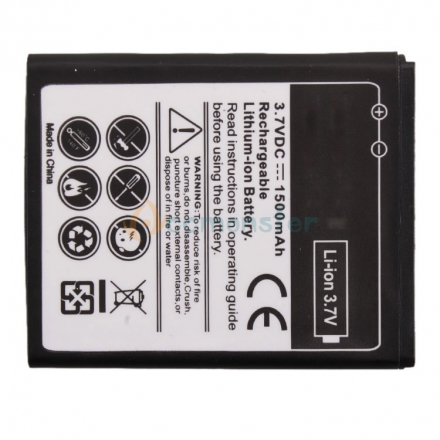 3.7VDC ⎓ 1500mAh
Rechargeable
Lithium-Ion Battery.
Read instructions in operating guide
before using the battery.
WARNING: To reduce risk of fire
or burns,do not disassemble,Crush,
puncture,short external contacts,or
dispose of in fire or water
CE
Made in China
Li-ion 3.7V